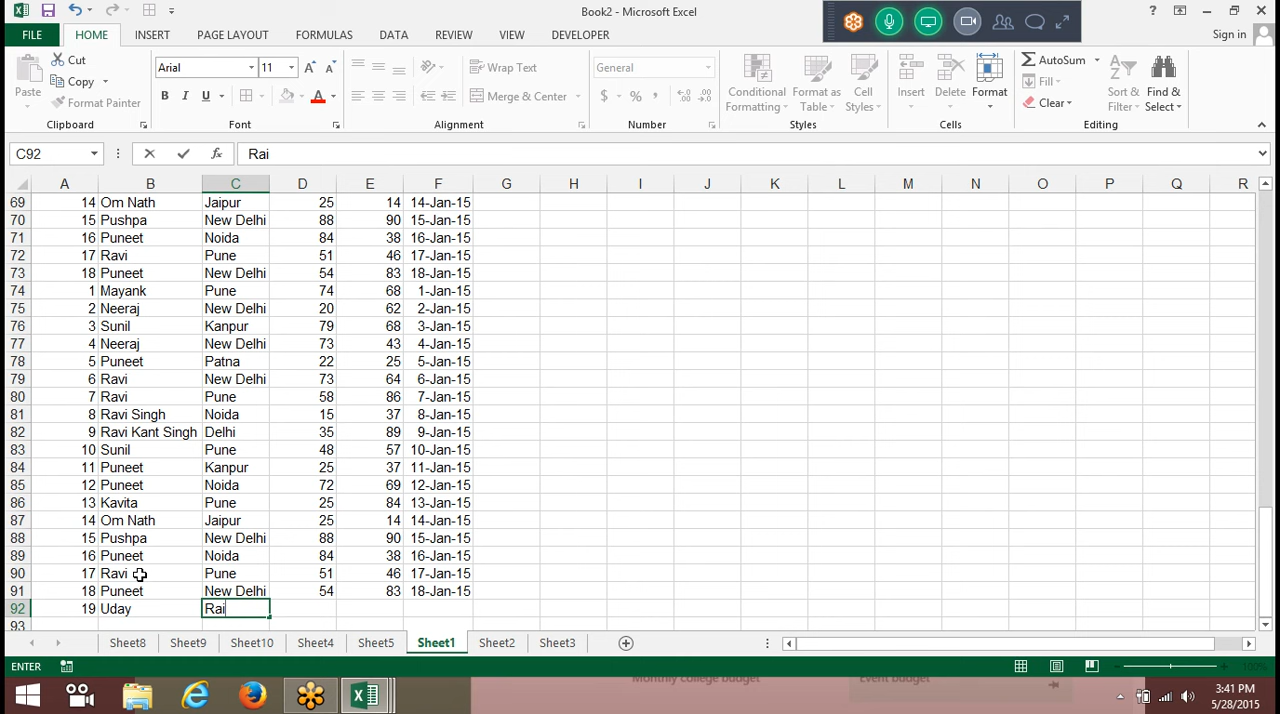 Book2 - Microsoft Excel
Sign in
FILE HOME INSERT PAGE LAYOUT FORMULAS DATA REVIEW VIEW DEVELOPER
Paste
Cut
Copy
Format Painter
Clipboard
Arial 11
B I U
Font
Wrap Text
Merge & Center
Alignment
General
$ % ,
Number
Conditional Formatting
Format as Table
Cell Styles
Styles
Insert Delete Format
Cells
AutoSum
Fill
Clear
Sort & Filter
Find & Select
Editing
C92
fx
Rai
A B C D E F G H I J K L M N O P Q R
69 14 Om Nath Jaipur 25 14 14-Jan-15
70 15 Pushpa New Delhi 88 90 15-Jan-15
71 16 Puneet Noida 84 38 16-Jan-15
72 17 Ravi Pune 51 46 17-Jan-15
73 18 Puneet New Delhi 54 83 18-Jan-15
74 1 Mayank Pune 74 68 1-Jan-15
75 2 Neeraj New Delhi 20 62 2-Jan-15
76 3 Sunil Kanpur 79 68 3-Jan-15
77 4 Neeraj New Delhi 73 43 4-Jan-15
78 5 Puneet Patna 22 25 5-Jan-15
79 6 Ravi New Delhi 73 64 6-Jan-15
80 7 Ravi Pune 58 86 7-Jan-15
81 8 Ravi Singh Noida 15 37 8-Jan-15
82 9 Ravi Kant Singh Delhi 35 89 9-Jan-15
83 10 Sunil Pune 48 57 10-Jan-15
84 11 Puneet Kanpur 25 37 11-Jan-15
85 12 Puneet Noida 72 69 12-Jan-15
86 13 Kavita Pune 25 84 13-Jan-15
87 14 Om Nath Jaipur 25 14 14-Jan-15
88 15 Pushpa New Delhi 88 90 15-Jan-15
89 16 Puneet Noida 84 38 16-Jan-15
90 17 Ravi Pune 51 46 17-Jan-15
91 18 Puneet New Delhi 54 83 18-Jan-15
92 19 Uday Rai
93
Sheet8 Sheet9 Sheet10 Sheet4 Sheet5 Sheet1 Sheet2 Sheet3
ENTER
100%
Monthly college budget
Event budget
3:41 PM
5/28/2015